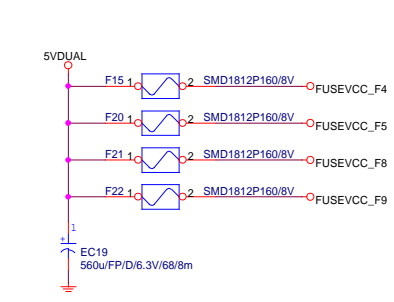 5VDUAL
F15 1 2 SMD1812P160/8V FUSEVCC_F4
F20 1 2 SMD1812P160/8V FUSEVCC_F5
F21 1 2 SMD1812P160/8V FUSEVCC_F8
F22 1 2 SMD1812P160/8V FUSEVCC_F9
1
+
EC19
560u/FP/D/6.3V/68/8m